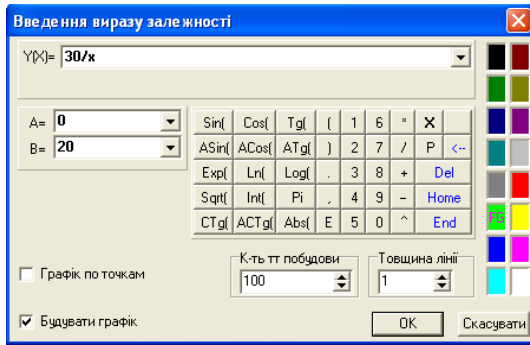 Введення виразу залежності
Y(X)= 30/x
A= 0
B= 20
Sin( Cos( Tg( ( 1 6 * X
ASin( ACos( ATg( ) 2 7 / P <--
Exp( Ln( Log( . 3 8 + Del
Sqrt( Int( Pi , 4 9 - Home
CTg( ACTg( Abs( E 5 0 ^ End
FG
К-ть тт побудови
100
Товщина лінії
1
Графік по точкам
Будувати графік
OK
Скасувати